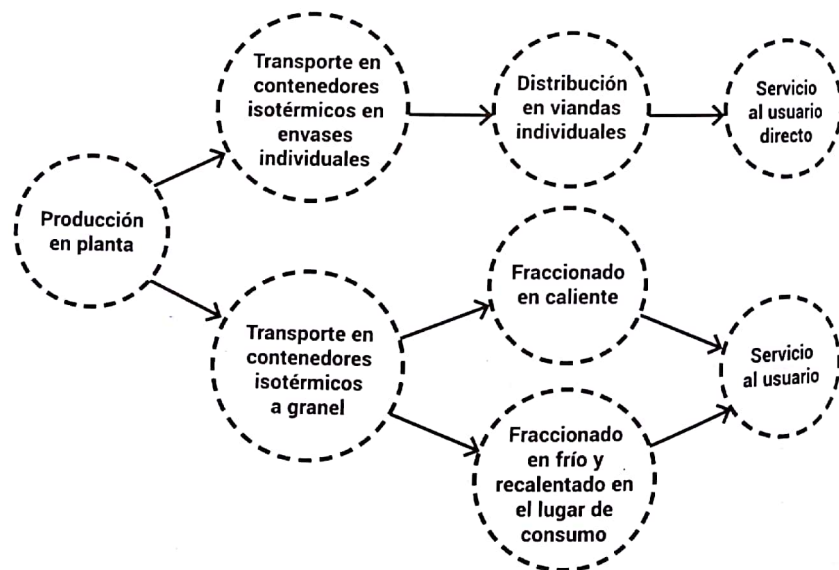 Transporte en
contenedores
isotérmicos en
envases
individuales
Distribución
en viandas
individuales
Servicio
al usuario
directo
Producción
en planta
Transporte en
contenedores
isotérmicos
a granel
Fraccionado
en caliente
Fraccionado
en frío y
recalentado en
el lugar de
consumo
Servicio
al usuario